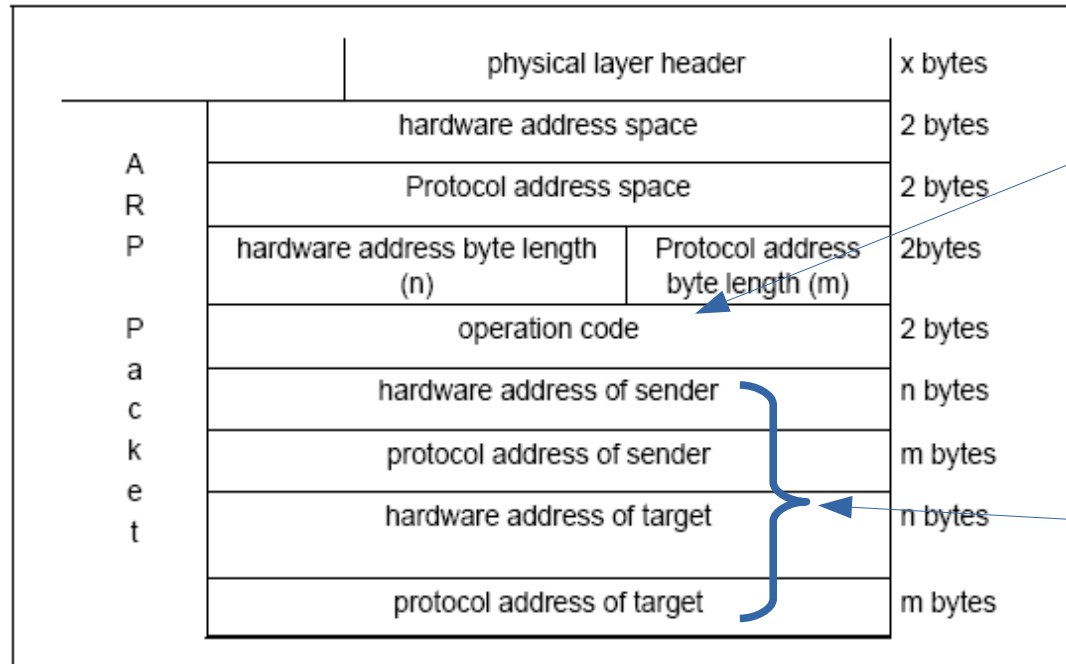 physical layer header x bytes
hardware address space 2 bytes
Protocol address space 2 bytes
hardware address byte length (n) Protocol address byte length (m) 2bytes
operation code 2 bytes
hardware address of sender n bytes
protocol address of sender m bytes
hardware address of target n bytes
protocol address of target m bytes
A
R
P
P
a
c
k
e
t